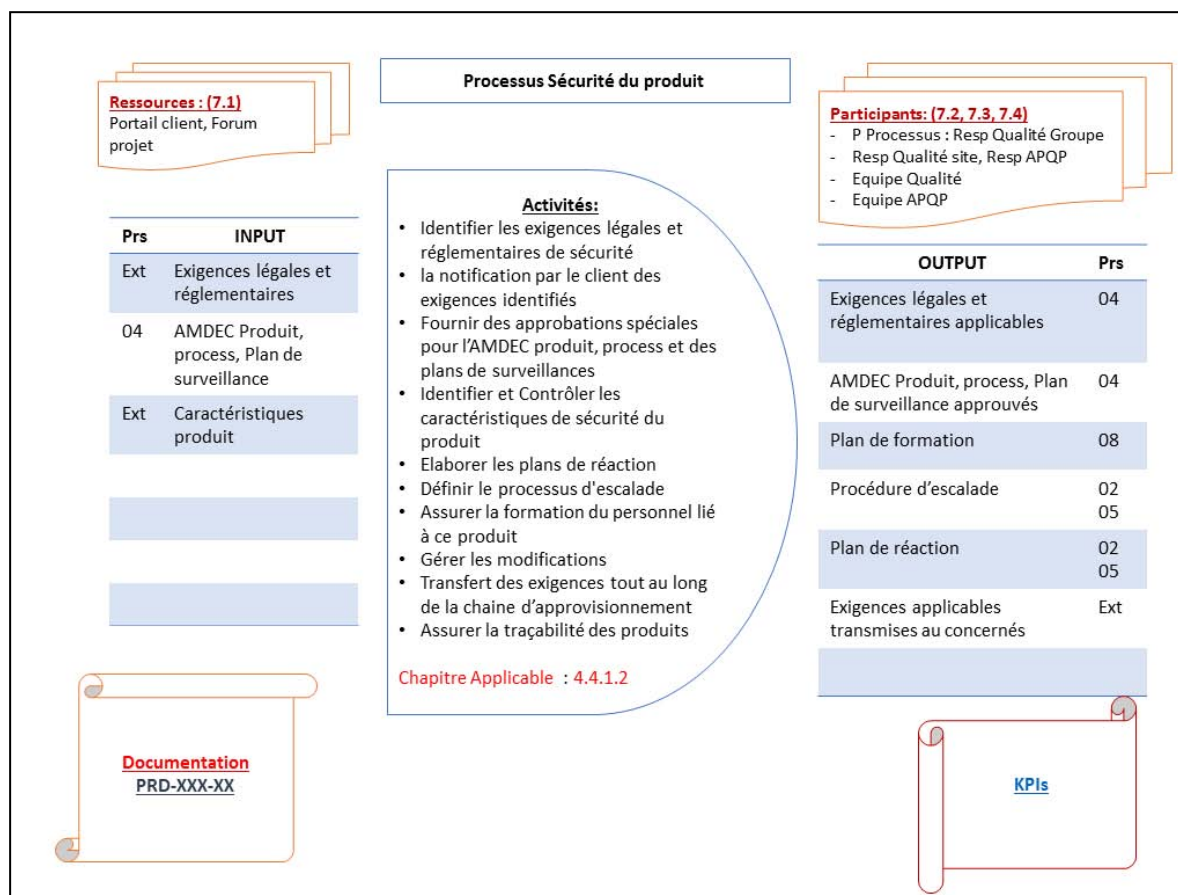 Processus Sécurité du produit
Ressources : (7.1)
Portail client, Forum
projet
Participants: (7.2, 7.3, 7.4)
- P Processus : Resp Qualité Groupe
- Resp Qualité site, Resp APQP
- Equipe Qualité
- Equipe APQP
Prs INPUT
Ext Exigences légales et
réglementaires
04 AMDEC Produit,
process, Plan de
surveillance
Ext Caractéristiques
produit
Activités:
• Identifier les exigences légales et
réglementaires de sécurité
• la notification par le client des
exigences identifiés
• Fournir des approbations spéciales
pour l'AMDEC produit, process et des
plans de surveillances
• Identifier et Contrôler les
caractéristiques de sécurité du
produit
• Elaborer les plans de réaction
• Définir le processus d'escalade
• Assurer la formation du personnel lié
à ce produit
• Gérer les modifications
• Transfert des exigences tout au long
de la chaine d'approvisionnement
• Assurer la traçabilité des produits
Chapitre Applicable : 4.4.1.2
OUTPUT Prs
Exigences légales et 04
réglementaires applicables
AMDEC Produit, process, Plan 04
de surveillance approuvés
Plan de formation 08
Procédure d'escalade 02
05
Plan de réaction 02
05
Exigences applicables Ext
transmises au concernés
Documentation
PRD-XXX-XX
KPIs